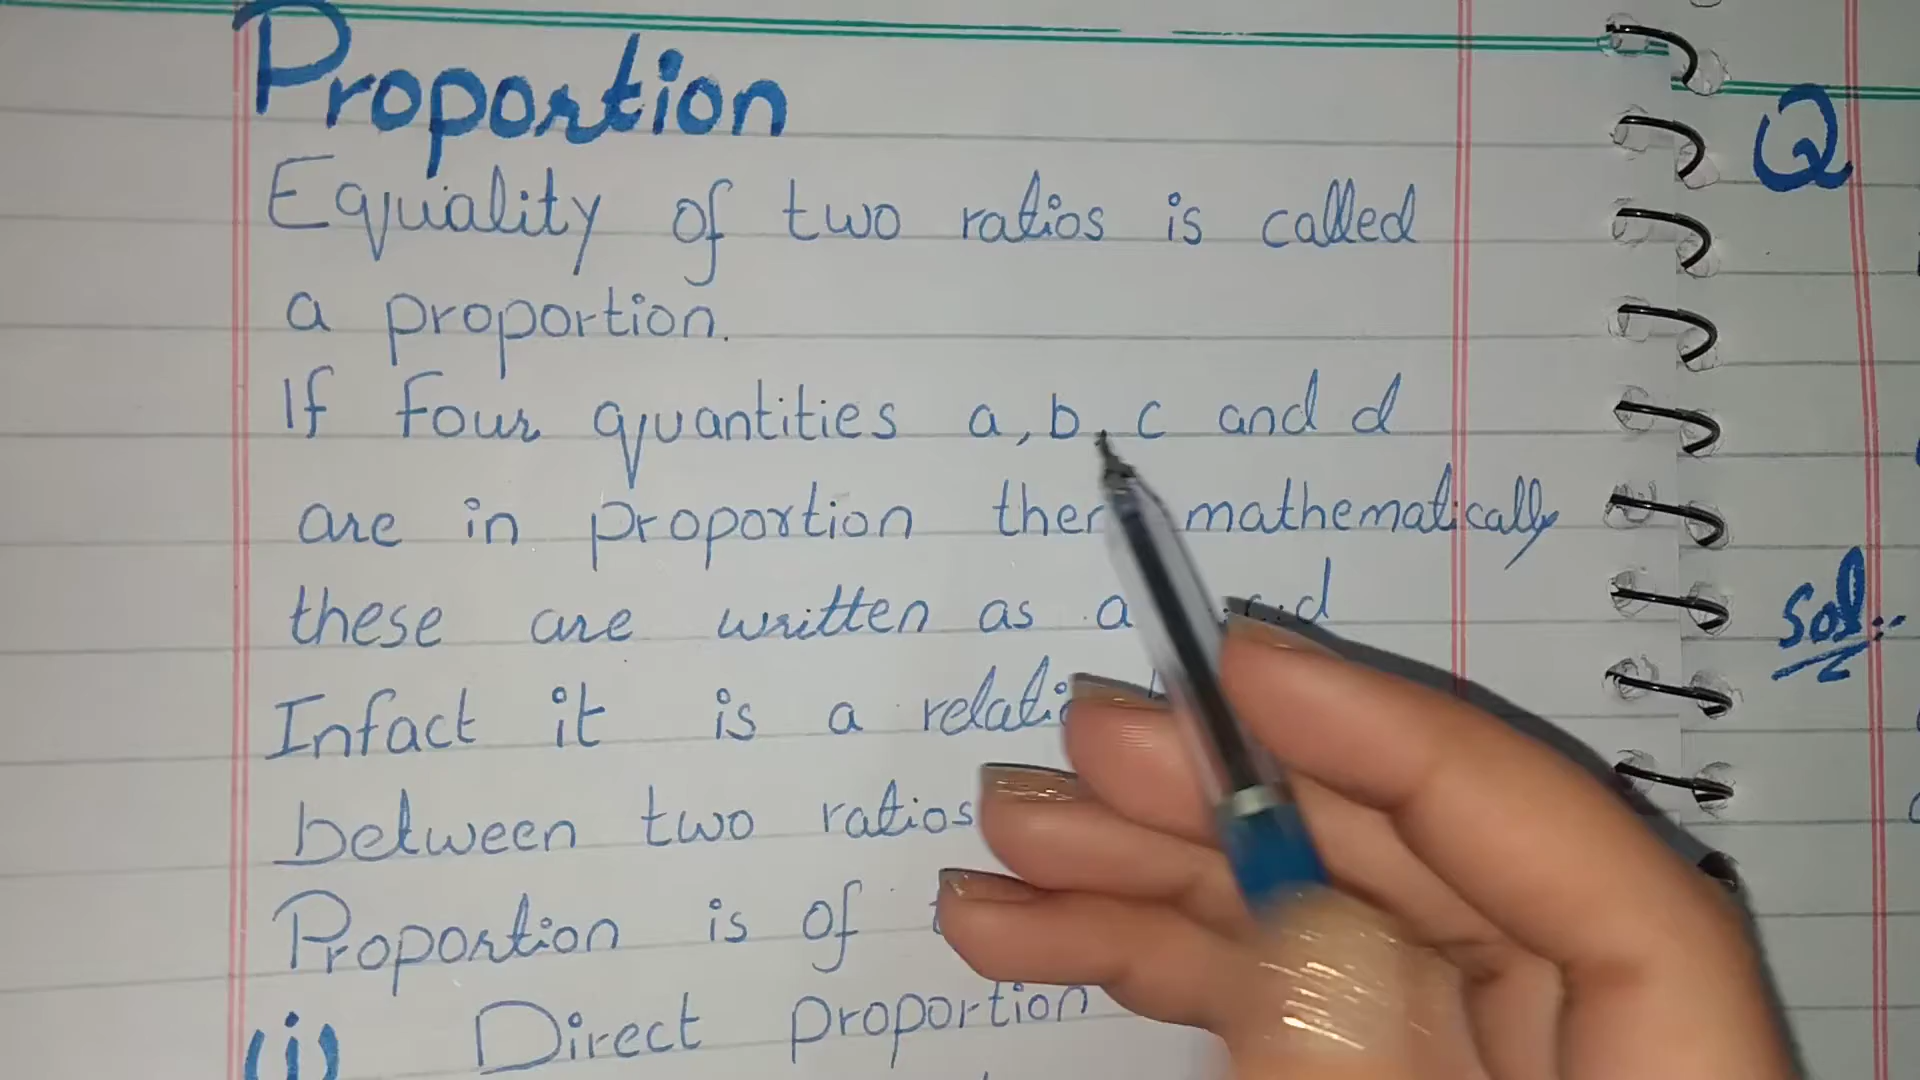 Proportion
Equality of two ratios is called
a proportion.
If four quantities a, b, c and d
are in proportion then mathematically
these are written as a c:d
Infact it is a
between two ratios
Proportion is of
(i) Direct proportion
Q
Sol:-